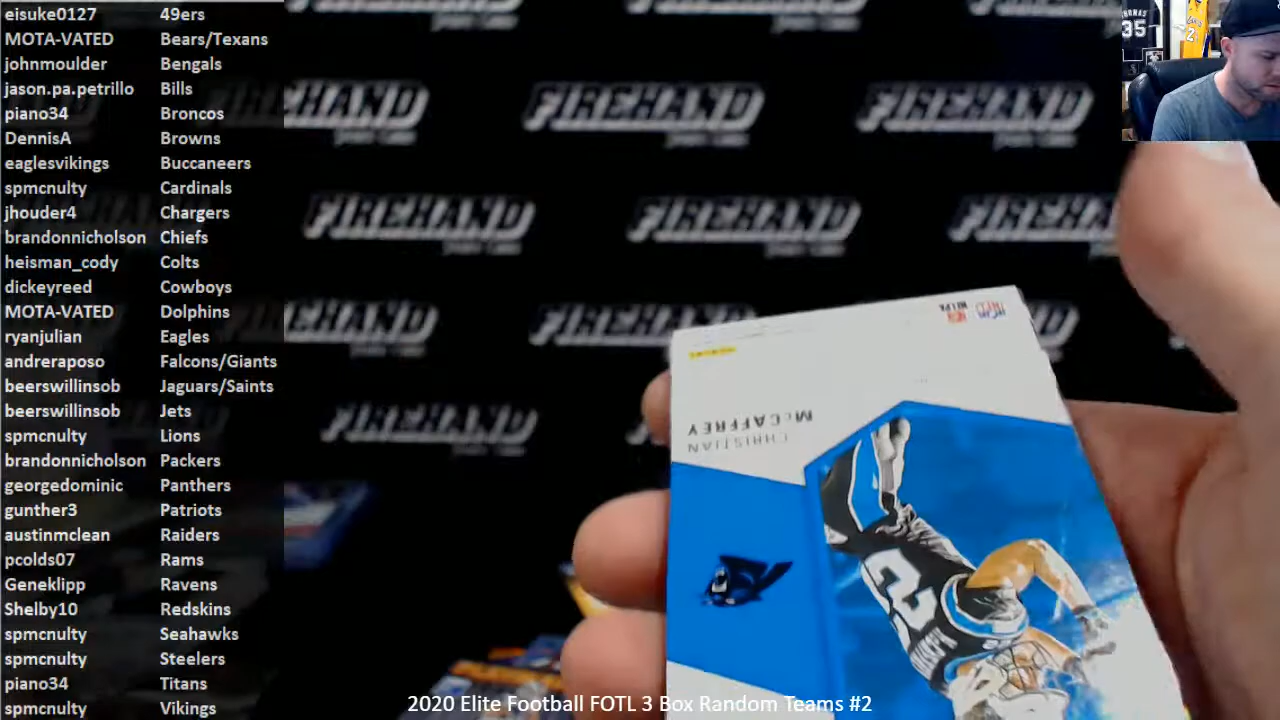 eisuke0127 49ers
MOTA-VATED Bears/Texans
johnmoulder Bengals
jason.pa.petrillo Bills
piano34 Broncos
DennisA Browns
eaglesvikings Buccaneers
spmcnulty Cardinals
jhouder4 Chargers
brandonnicholson Chiefs
heisman_cody Colts
dickeyreed Cowboys
MOTA-VATED Dolphins
ryanjulian Eagles
andreraposo Falcons/Giants
beerswillinsob Jaguars/Saints
beerswillinsob Jets
spmcnulty Lions
brandonnicholson Packers
georgedominic Panthers
gunther3 Patriots
austinmclean Raiders
pcolds07 Rams
Geneklipp Ravens
Shelby10 Redskins
spmcnulty Seahawks
spmcnulty Steelers
piano34 Titans
spmcnulty Vikings
FIREHAND FIREHAND FIREHAND
FIREHAND FIREHAND FIREHAND
FIREHAND FIREHAND
FIREHAND
35
CHRISTIAN
McCAFFREY
22
2020 Elite Football FOTL 3 Box Random Teams #2